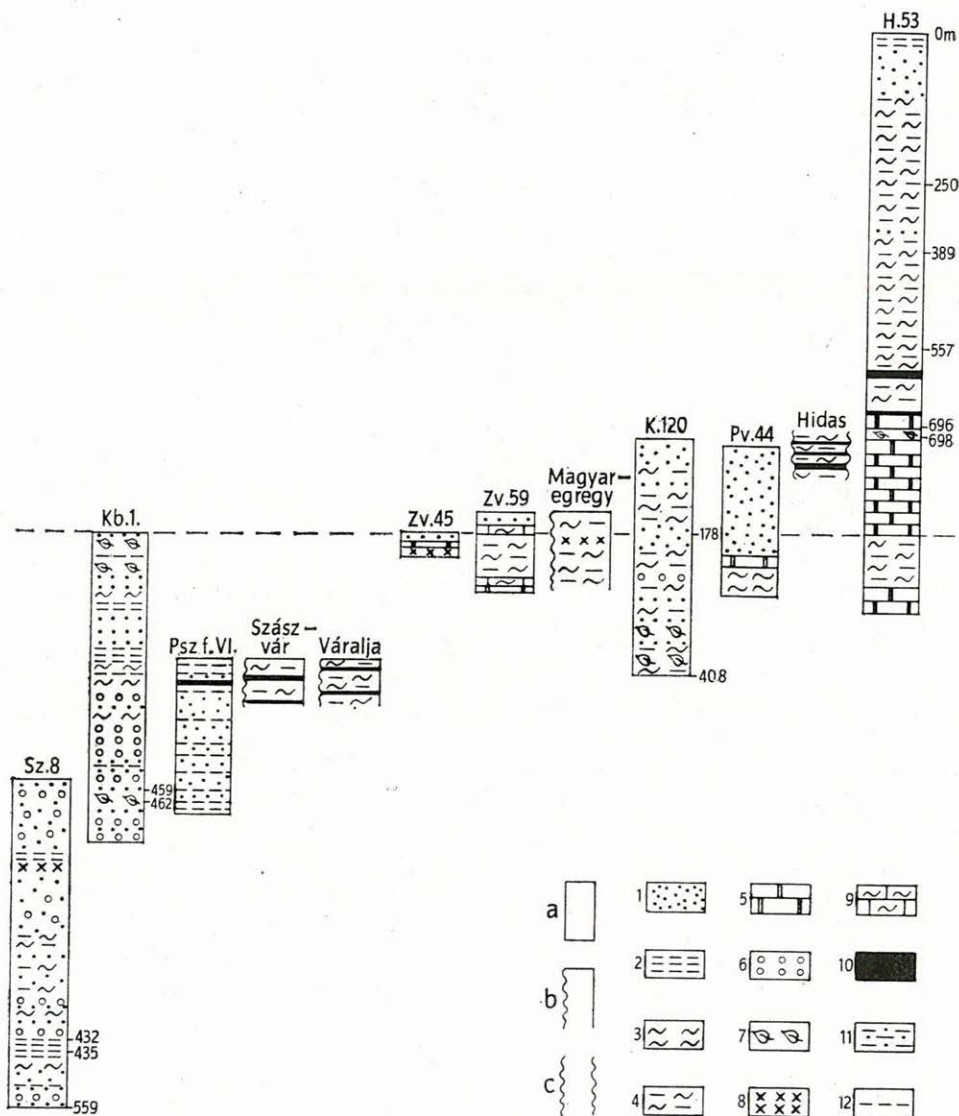 H.53
0m
250
389
557
696
698
K.120
Pv.44
Hidas
Magyar–
egregy
Zv.59
Zv.45
178
408
Kb.1.
Psz f. VI.
Szász–
vár
Váralja
459
462
Sz.8
432
435
559
a
b
c
1
2
3
4
5
6
7
8
9
10
11
12